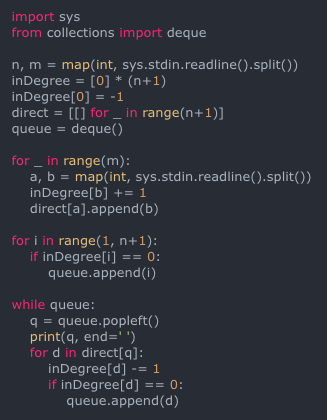 import sys
from collections import deque

n, m = map(int, sys.stdin.readline().split())
inDegree = [0] * (n+1)
inDegree[0] = -1
direct = [[] for _ in range(n+1)]
queue = deque()

for _ in range(m):
    a, b = map(int, sys.stdin.readline().split())
    inDegree[b] += 1
    direct[a].append(b)

for i in range(1, n+1):
    if inDegree[i] == 0:
        queue.append(i)

while queue:
    q = queue.popleft()
    print(q, end=' ')
    for d in direct[q]:
        inDegree[d] -= 1
        if inDegree[d] == 0:
            queue.append(d)